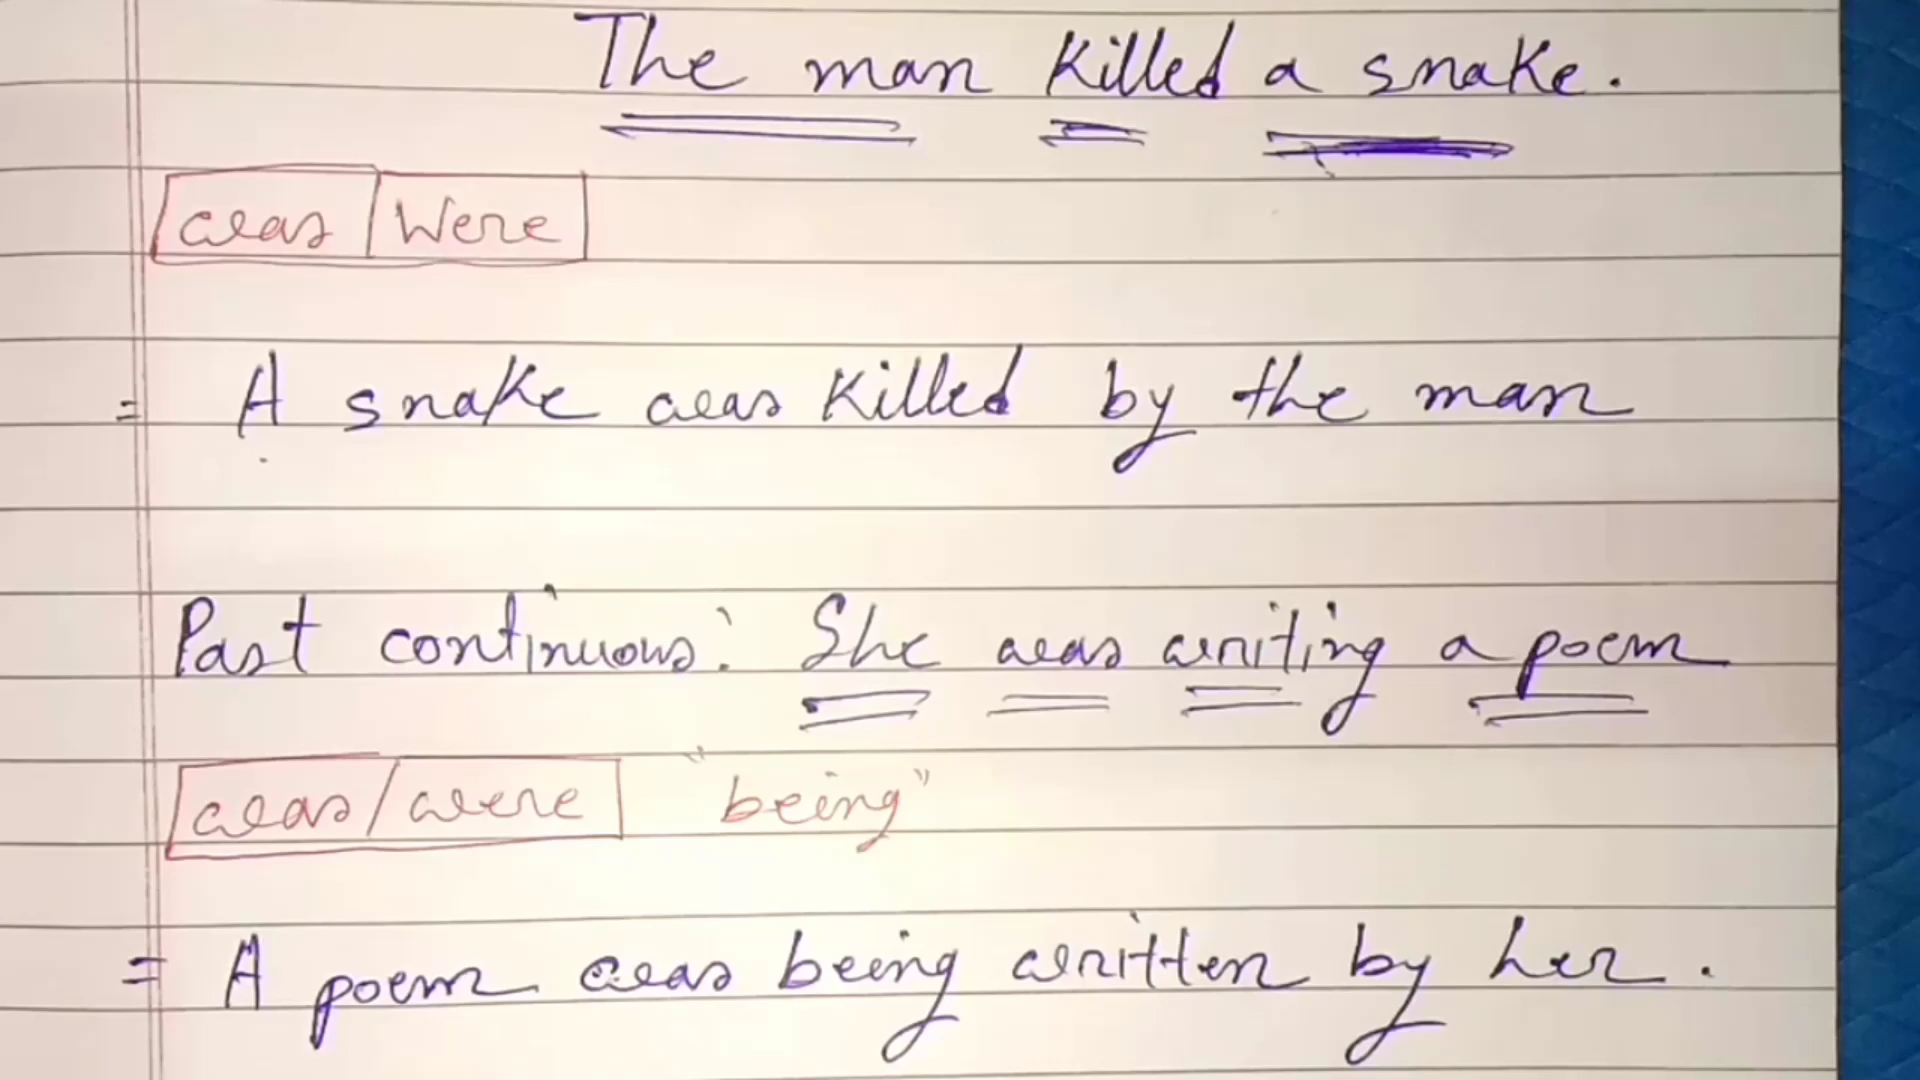 The man killed a snake.
was Were
= A snake was killed by the man
Past continuous: She was writing a poem
was/were "being"
= A poem was being written by her.